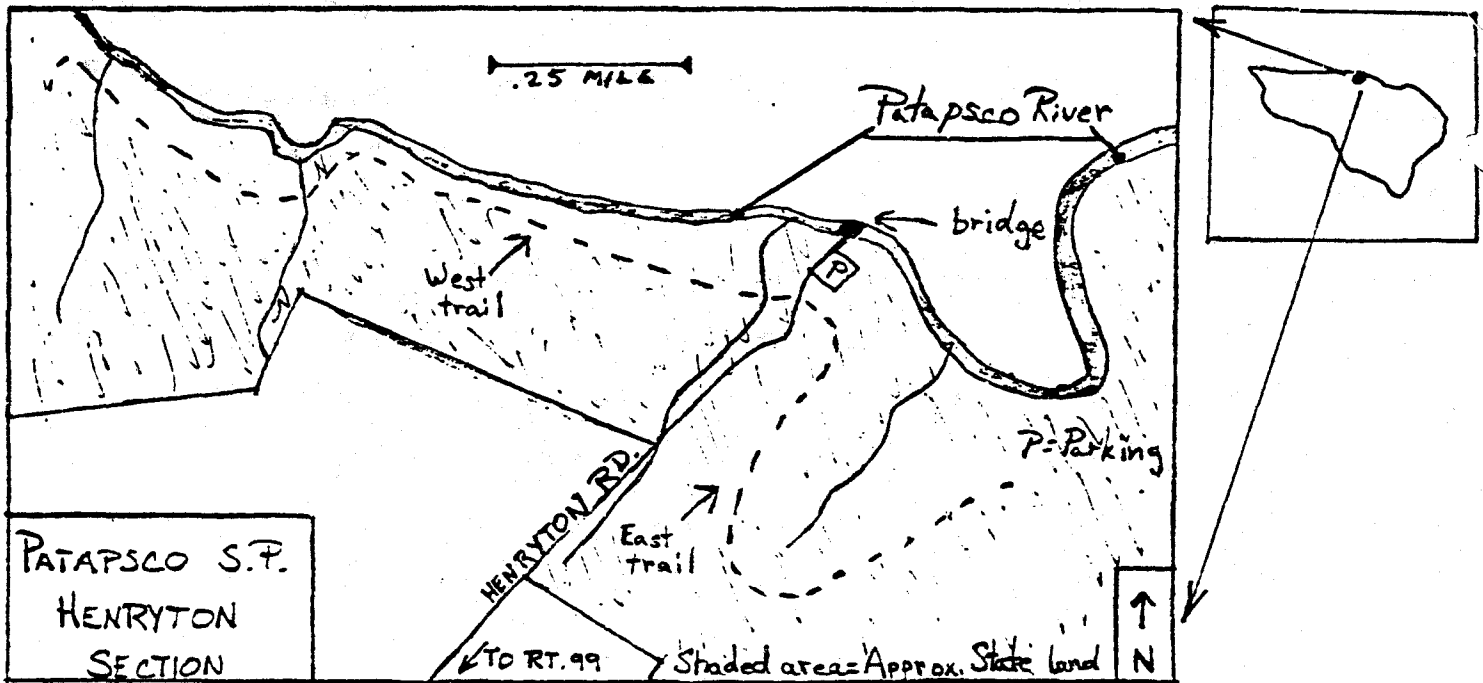 .25 MILE
Patapsco River
bridge
P
West
trail
P=Parking
HENRYTON RD.
East
trail
PATAPSCO S.P.
HENRYTON
SECTION
TO RT. 99
Shaded area=Approx. State land
N